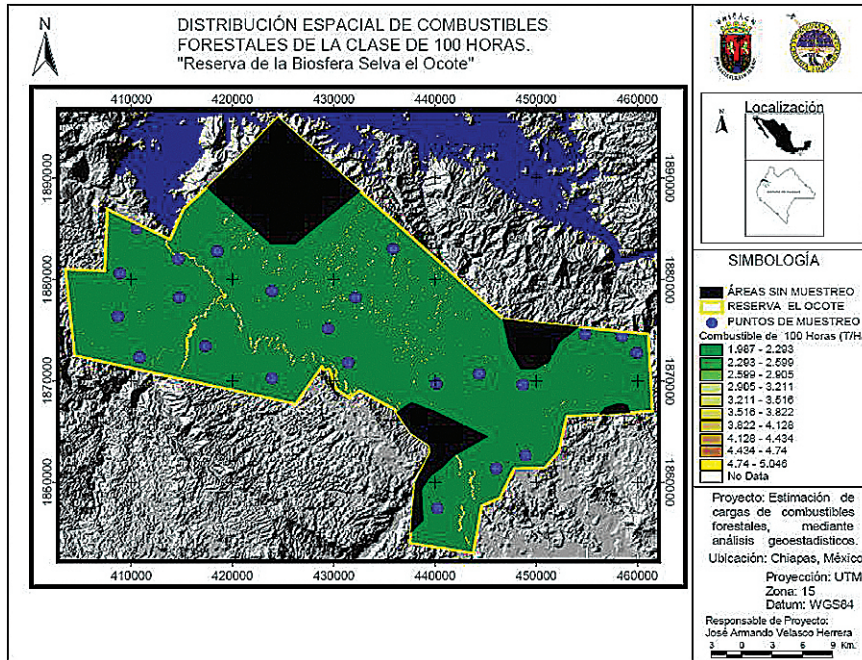 N
DISTRIBUCIÓN ESPACIAL DE COMBUSTIBLES
FORESTALES DE LA CLASE DE 100 HORAS.
"Reserva de la Biosfera Selva el Ocote"
410000 420000 430000 440000 450000 460000
1890000 1890000
1880000 1880000
1870000 1870000
1860000 1860000
410000 420000 430000 440000 450000 460000
UNICACH
Localización
N
SIMBOLOGÍA
ÁREAS SIN MUESTREO
RESERVA EL OCOTE
PUNTOS DE MUESTREO
Combustible de 100 Horas (T/H
1.987 - 2.293
2.293 - 2.599
2.599 - 2.905
2.905 - 3.211
3.211 - 3.516
3.516 - 3.822
3.822 - 4.128
4.128 - 4.434
4.434 - 4.74
4.74 - 5.046
No Data
Proyecto: Estimación de
cargas de combustibles
forestales, mediante
análisis geoestadisticos.
Ubicación: Chiapas, México
Proyección: UTM
Zona: 15
Datum: WGS84
Responsable de Proyecto:
José Armando Velasco Herrera
3 0 3 6 9 Km.